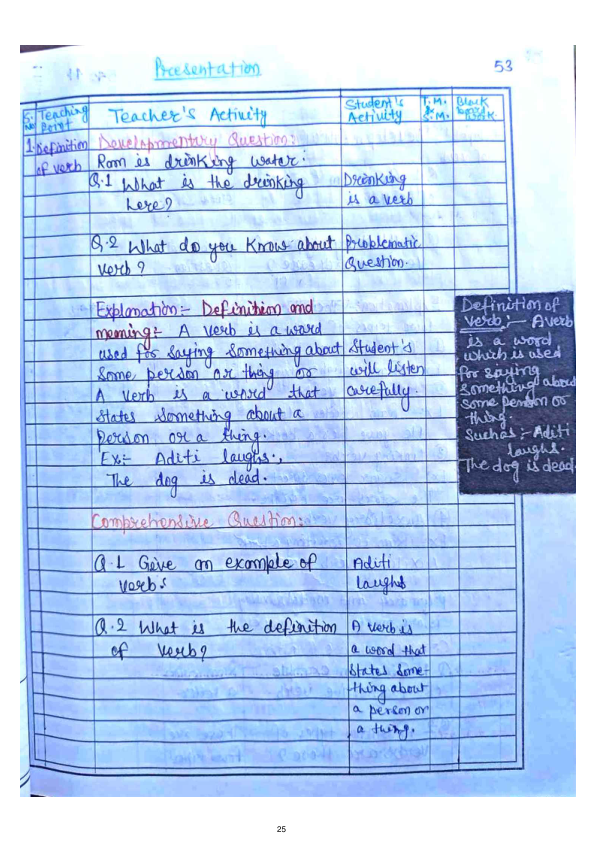 Presentation
53
S. No
Teaching Point
Teacher's Activity
Student's Activity
T.M. & S.M.
Black board work.
1. Definition of verb
Developmentary Question:
Ram is drinking water.
Q.1 What is the drinking
here?
Drinking
is a verb
Q.2 What do you know about
verb?
Problematic
Question.
Explanation:- Definition and
meming:- A verb is a word
used for saying something about
some person or thing or
A verb is a word that
states something about a
person or a thing.
Ex:- Aditi laughs.,
The dog is dead.
Student's
will listen
carefully.
Definition of
verb:- A verb
is a word
which is used
for saying
something about
some person or
thing
Suchas:- Aditi
laughs.
The dog is dead.
Comprehensive Question:
Q.1 Give an example of
verbs
Aditi
laughs
Q.2 What is the definition
of verb?
A verb is
a word that
states some-
thing about
a person or
a thing.
25